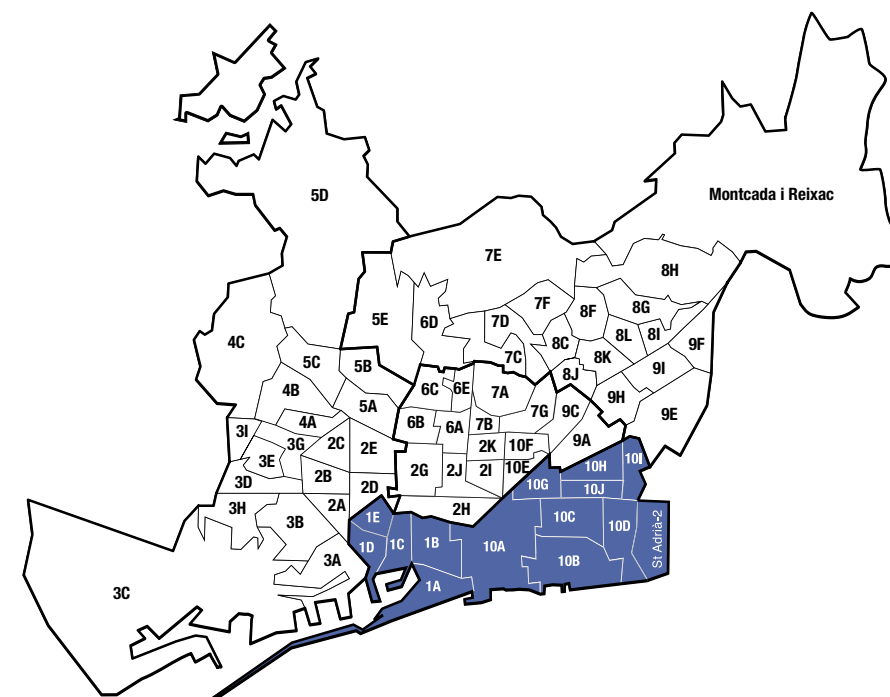 5D
Montcada i Reixac
7E
8H
5E
6D
7F
8F
8G
7D
4C
8L
8I
9F
8C
5C
5B
7C
8K
9I
8J
4B
6C
6E
7A
9H
5A
7G
9C
9E
4A
6B
6A
7B
3I
3G
2C
2E
2K
10F
9A
3E
2G
2J
2I
10E
10H
10I
3D
2B
2D
10G
10J
3H
2A
2H
3B
1E
10C
10D
St Adrià-2
1D
1C
1B
10A
3A
10B
3C
1A